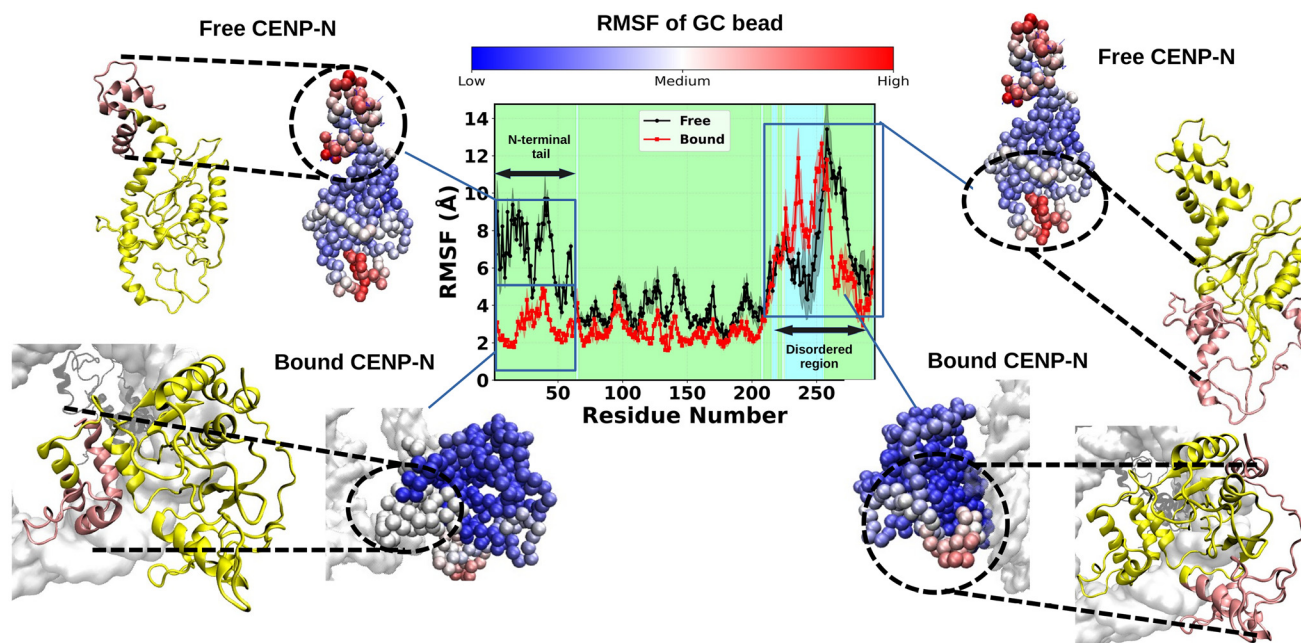 RMSF of GC bead
Free CENP-N
Free CENP-N
Low
Medium
High
14
12
10
8
6
4
2
0
RMSF (Å)
Free
Bound
N-terminal
tail
Disordered
region
50
100
150
200
250
Residue Number
Bound CENP-N
Bound CENP-N